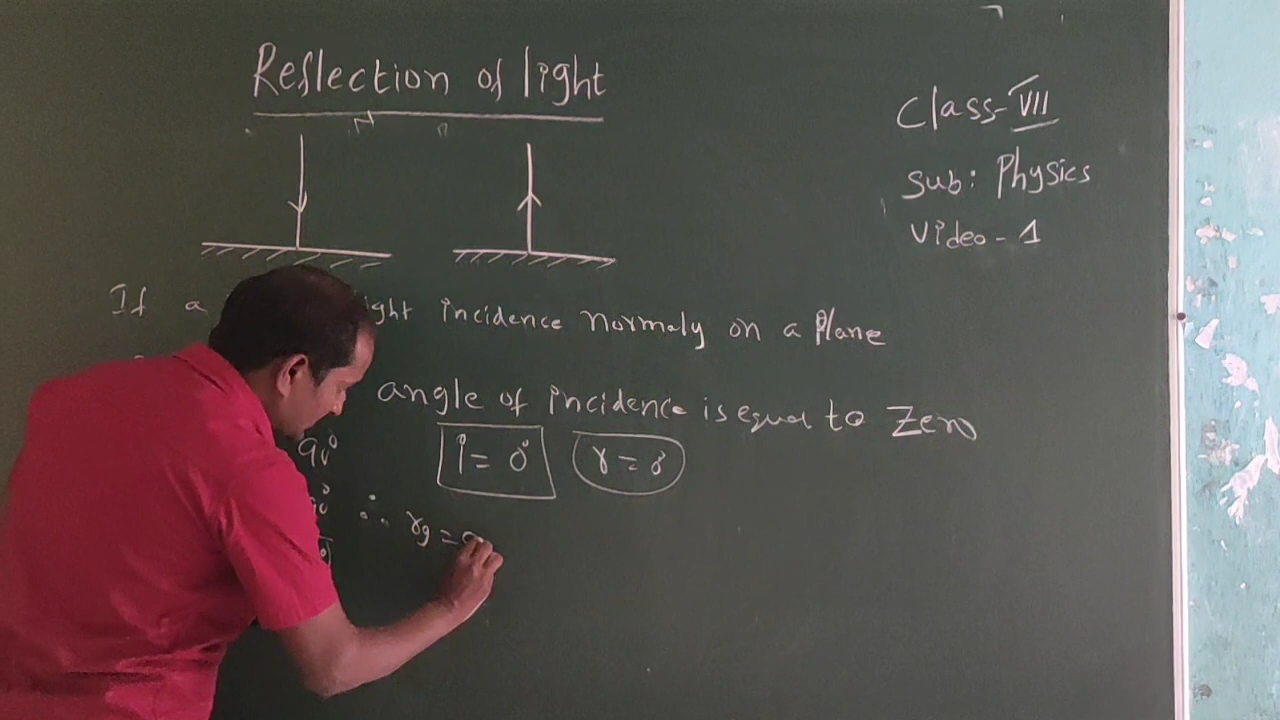 Reflection of light
Class-VII
Sub: Physics
Video-1
N
If a ght incidence Normaly on a Plane
angle of incidence is equal to Zero
90°
i = 0° r = 0°
∴ rg = 0